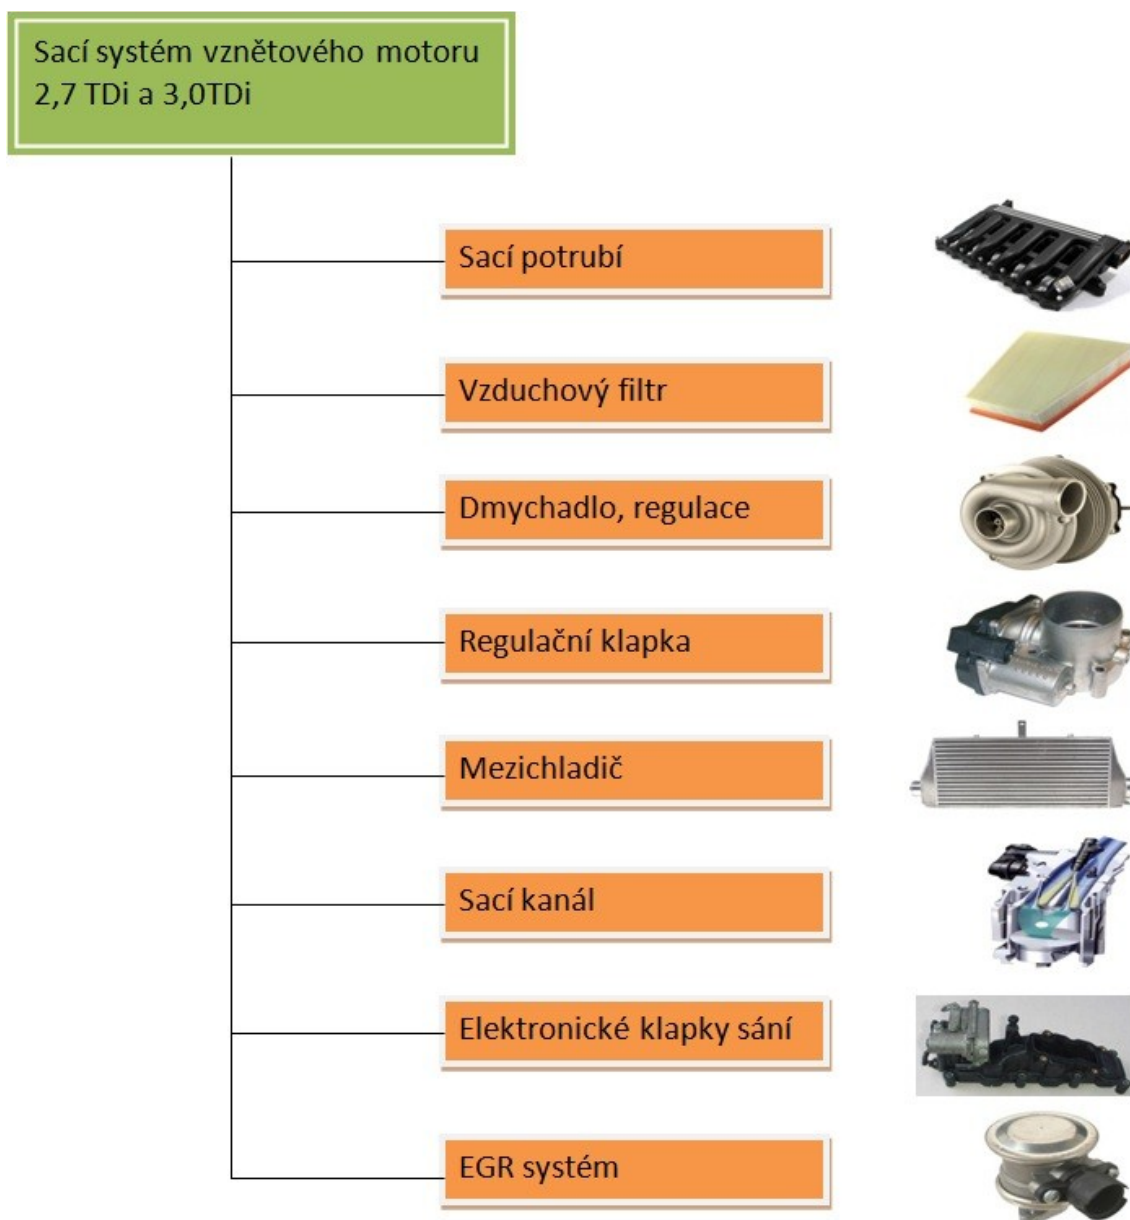 Sací systém vznětového motoru
2,7 TDi a 3,0TDi
Sací potrubí
Vzduchový filtr
Dmychadlo, regulace
Regulační klapka
Mezichladič
Sací kanál
Elektronické klapky sání
EGR systém